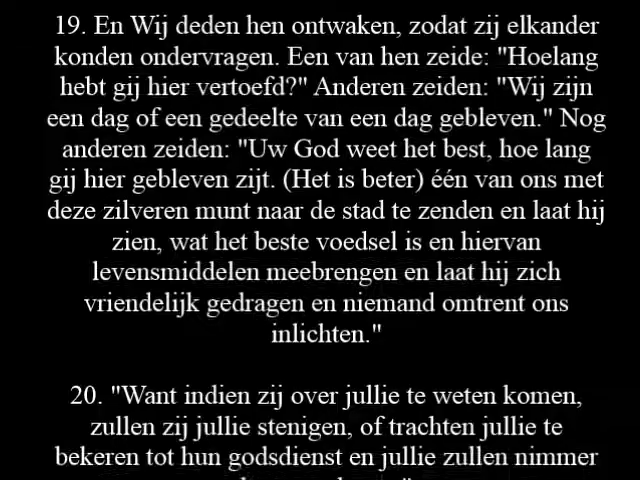 19. En Wij deden hen ontwaken, zodat zij elkander
konden ondervragen. Een van hen zeide: "Hoelang
hebt gij hier vertoefd?" Anderen zeiden: "Wij zijn
een dag of een gedeelte van een dag gebleven." Nog
anderen zeiden: "Uw God weet het best, hoe lang
gij hier gebleven zijt. (Het is beter) één van ons met
deze zilveren munt naar de stad te zenden en laat hij
zien, wat het beste voedsel is en hiervan
levensmiddelen meebrengen en laat hij zich
vriendelijk gedragen en niemand omtrent ons
inlichten."
20. "Want indien zij over jullie te weten komen,
zullen zij jullie stenigen, of trachten jullie te
bekeren tot hun godsdienst en jullie zullen nimmer